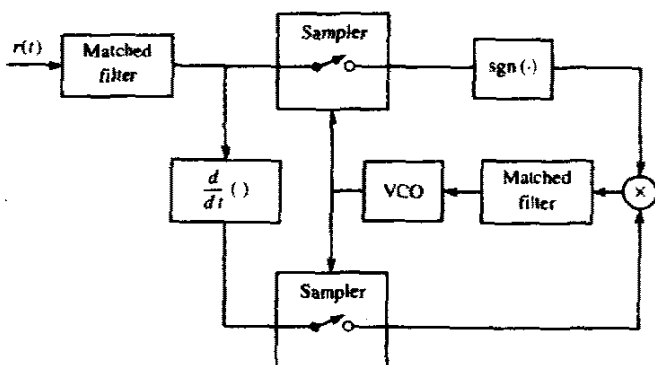 Sampler
r(t)
Matched
filter
sgn (·)
d
dt ( )
VCO
Matched
filter
×
Sampler